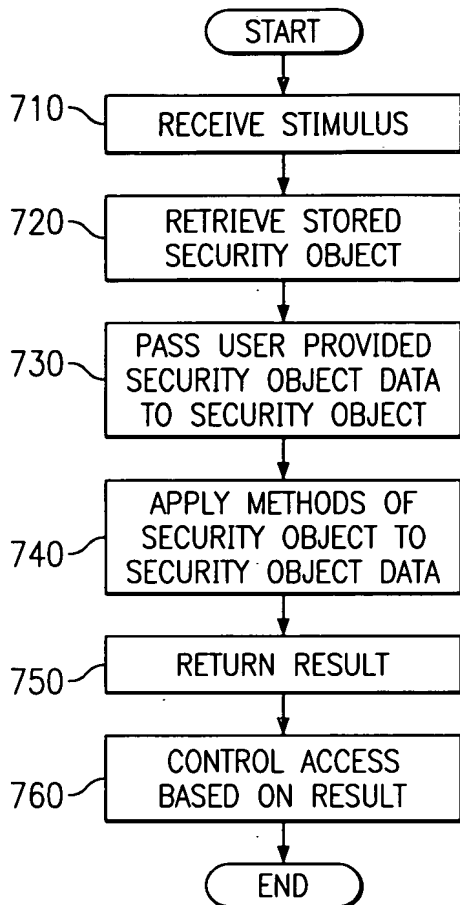 START
710
RECEIVE STIMULUS
720
RETRIEVE STORED
SECURITY OBJECT
730
PASS USER PROVIDED
SECURITY OBJECT DATA
TO SECURITY OBJECT
740
APPLY METHODS OF
SECURITY OBJECT TO
SECURITY OBJECT DATA
750
RETURN RESULT
760
CONTROL ACCESS
BASED ON RESULT
END